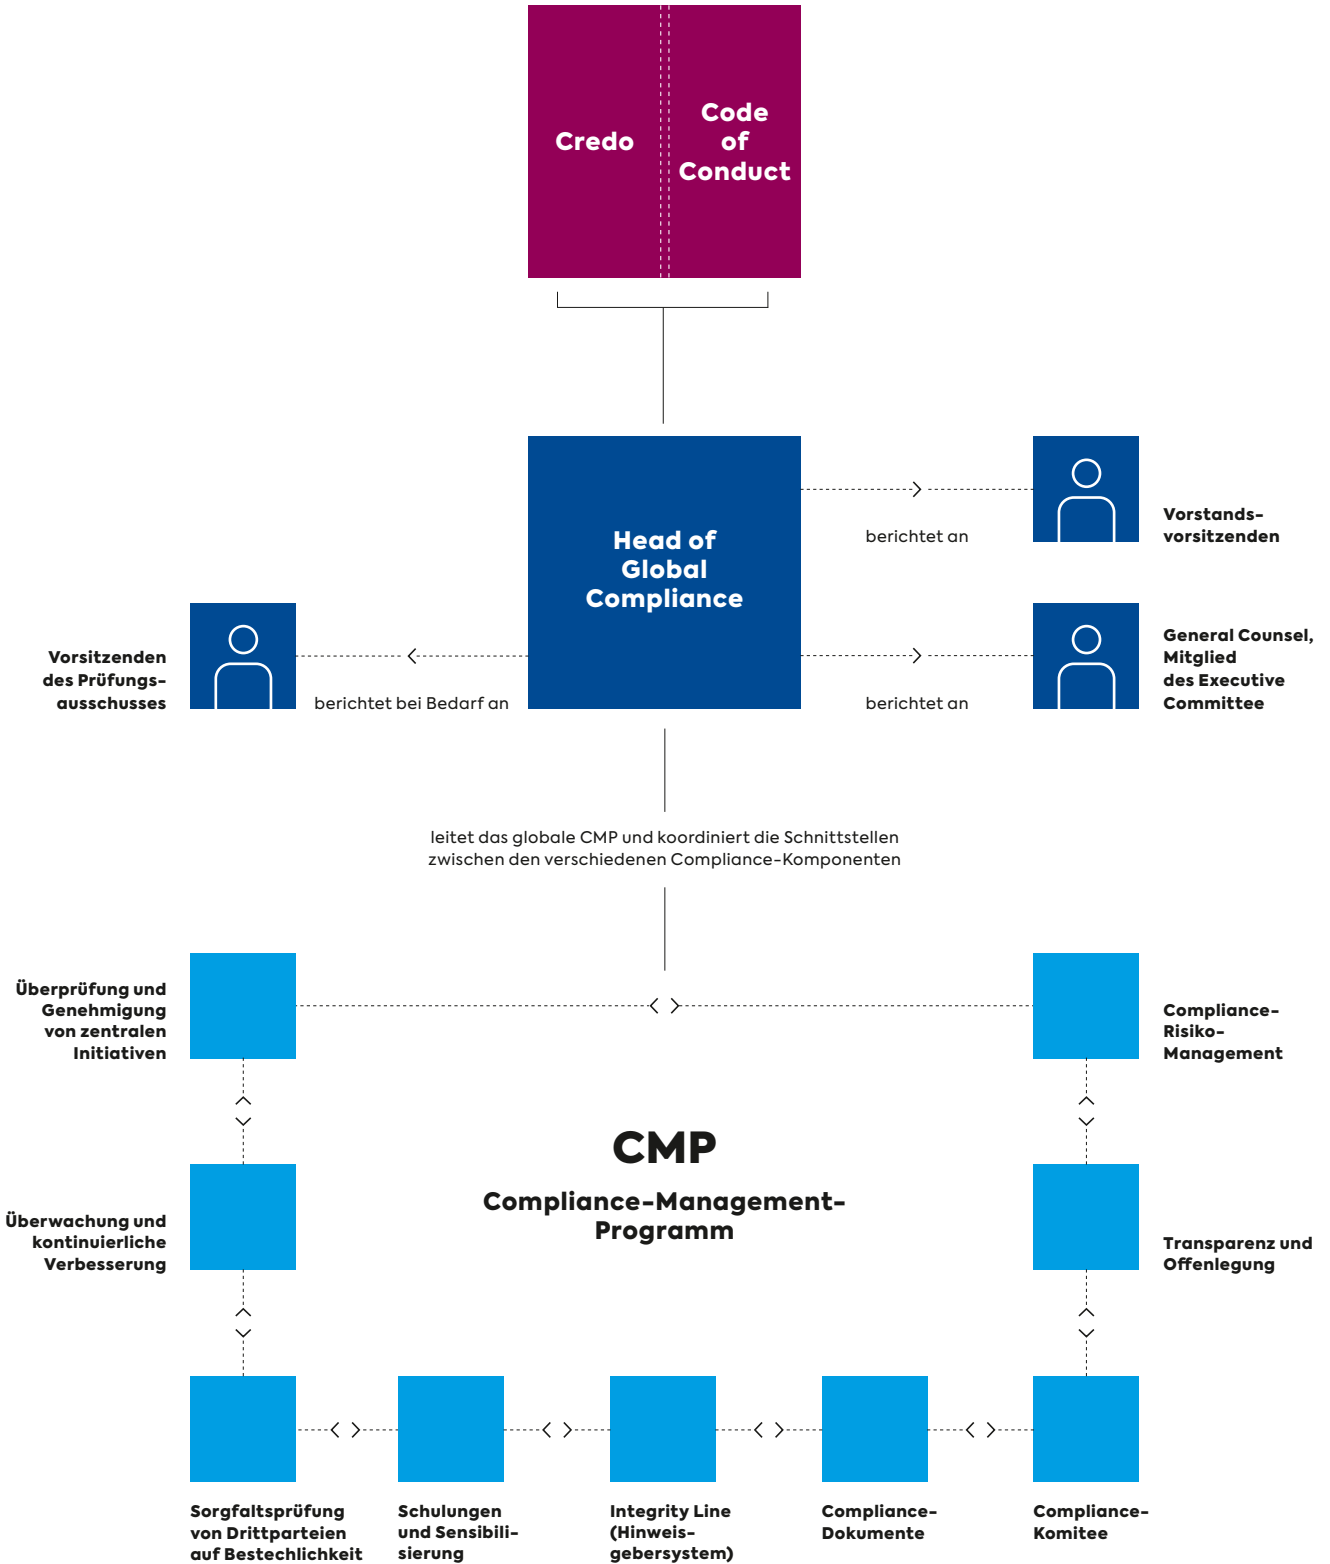 Credo
Code
of
Conduct
Head of
Global
Compliance
berichtet an
Vorstands-
vorsitzenden
Vorsitzenden
des Prüfungs-
ausschusses
berichtet bei Bedarf an
berichtet an
General Counsel,
Mitglied
des Executive
Committee
leitet das globale CMP und koordiniert die Schnittstellen
zwischen den verschiedenen Compliance-Komponenten
Überprüfung und
Genehmigung
von zentralen
Initiativen
Compliance-
Risiko-
Management
CMP
Compliance-Management-
Programm
Überwachung und
kontinuierliche
Verbesserung
Transparenz und
Offenlegung
Sorgfaltsprüfung
von Drittparteien
auf Bestechlichkeit
Schulungen
und Sensibili-
sierung
Integrity Line
(Hinweis-
gebersystem)
Compliance-
Dokumente
Compliance-
Komitee